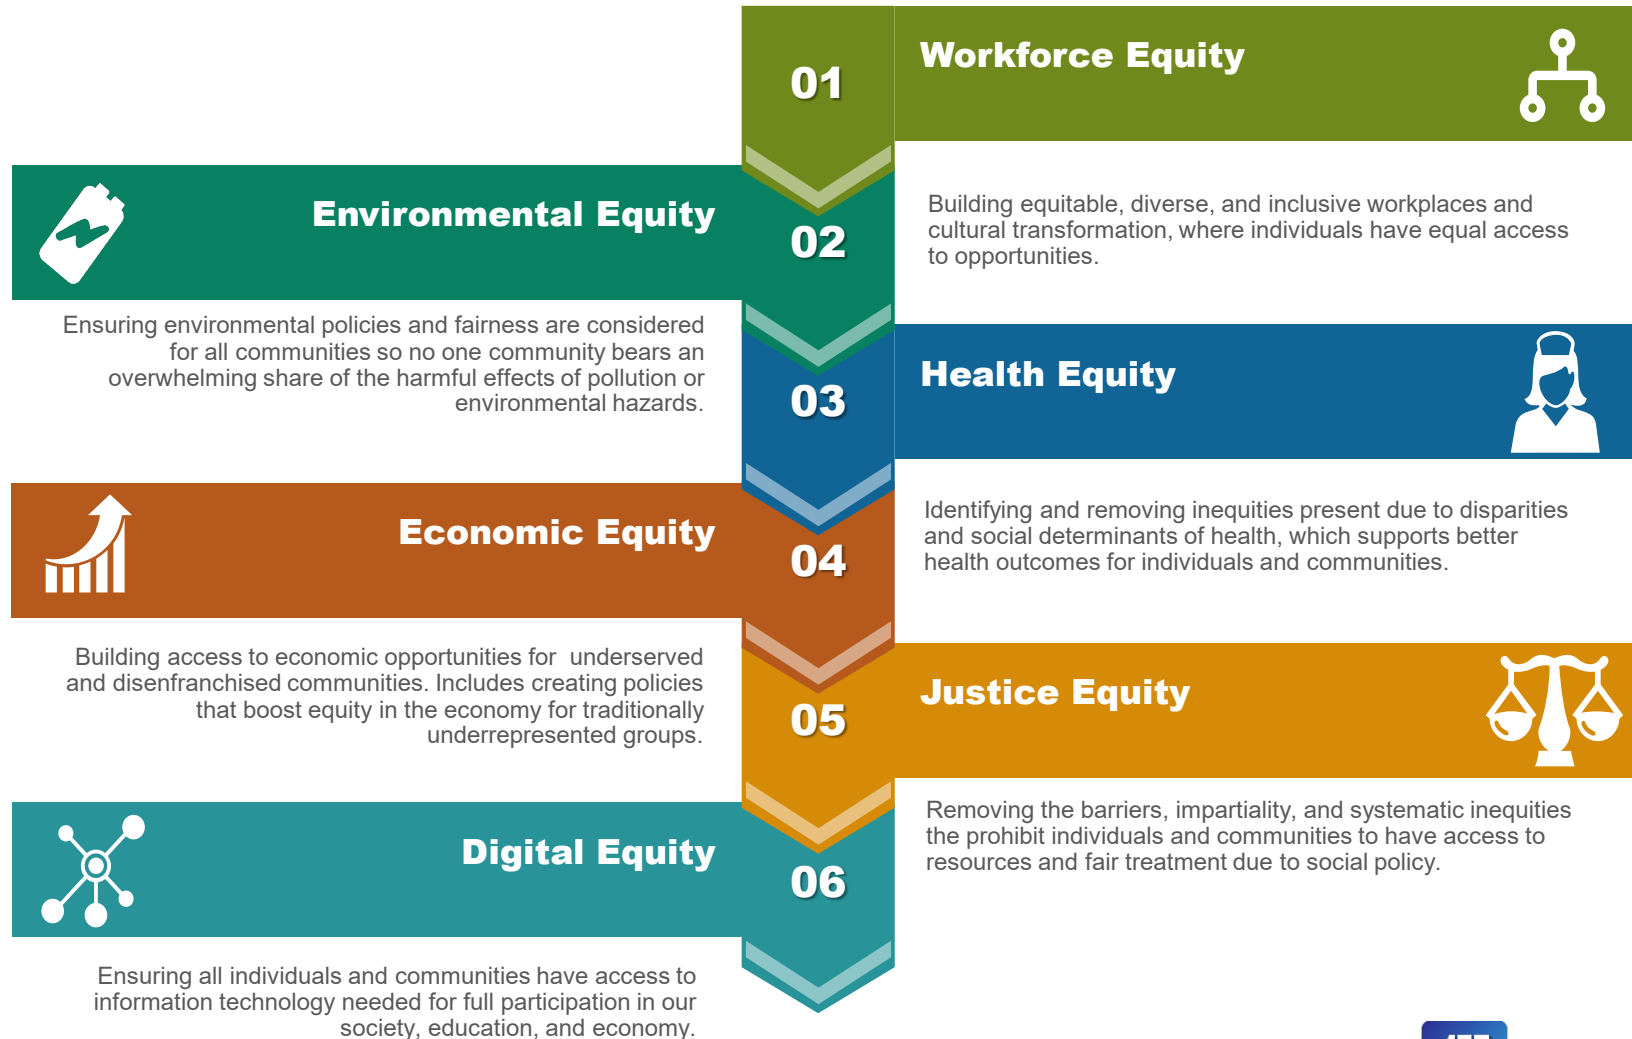 01
Workforce Equity
Building equitable, diverse, and inclusive workplaces and
cultural transformation, where individuals have equal access
to opportunities.
Environmental Equity
02
Ensuring environmental policies and fairness are considered
for all communities so no one community bears an
overwhelming share of the harmful effects of pollution or
environmental hazards.
03
Health Equity
Identifying and removing inequities present due to disparities
and social determinants of health, which supports better
health outcomes for individuals and communities.
Economic Equity
04
Building access to economic opportunities for  underserved
and disenfranchised communities. Includes creating policies
that boost equity in the economy for traditionally
underrepresented groups.
05
Justice Equity
Removing the barriers, impartiality, and systematic inequities
the prohibit individuals and communities to have access to
resources and fair treatment due to social policy.
Digital Equity
06
Ensuring all individuals and communities have access to
information technology needed for full participation in our
society, education, and economy.